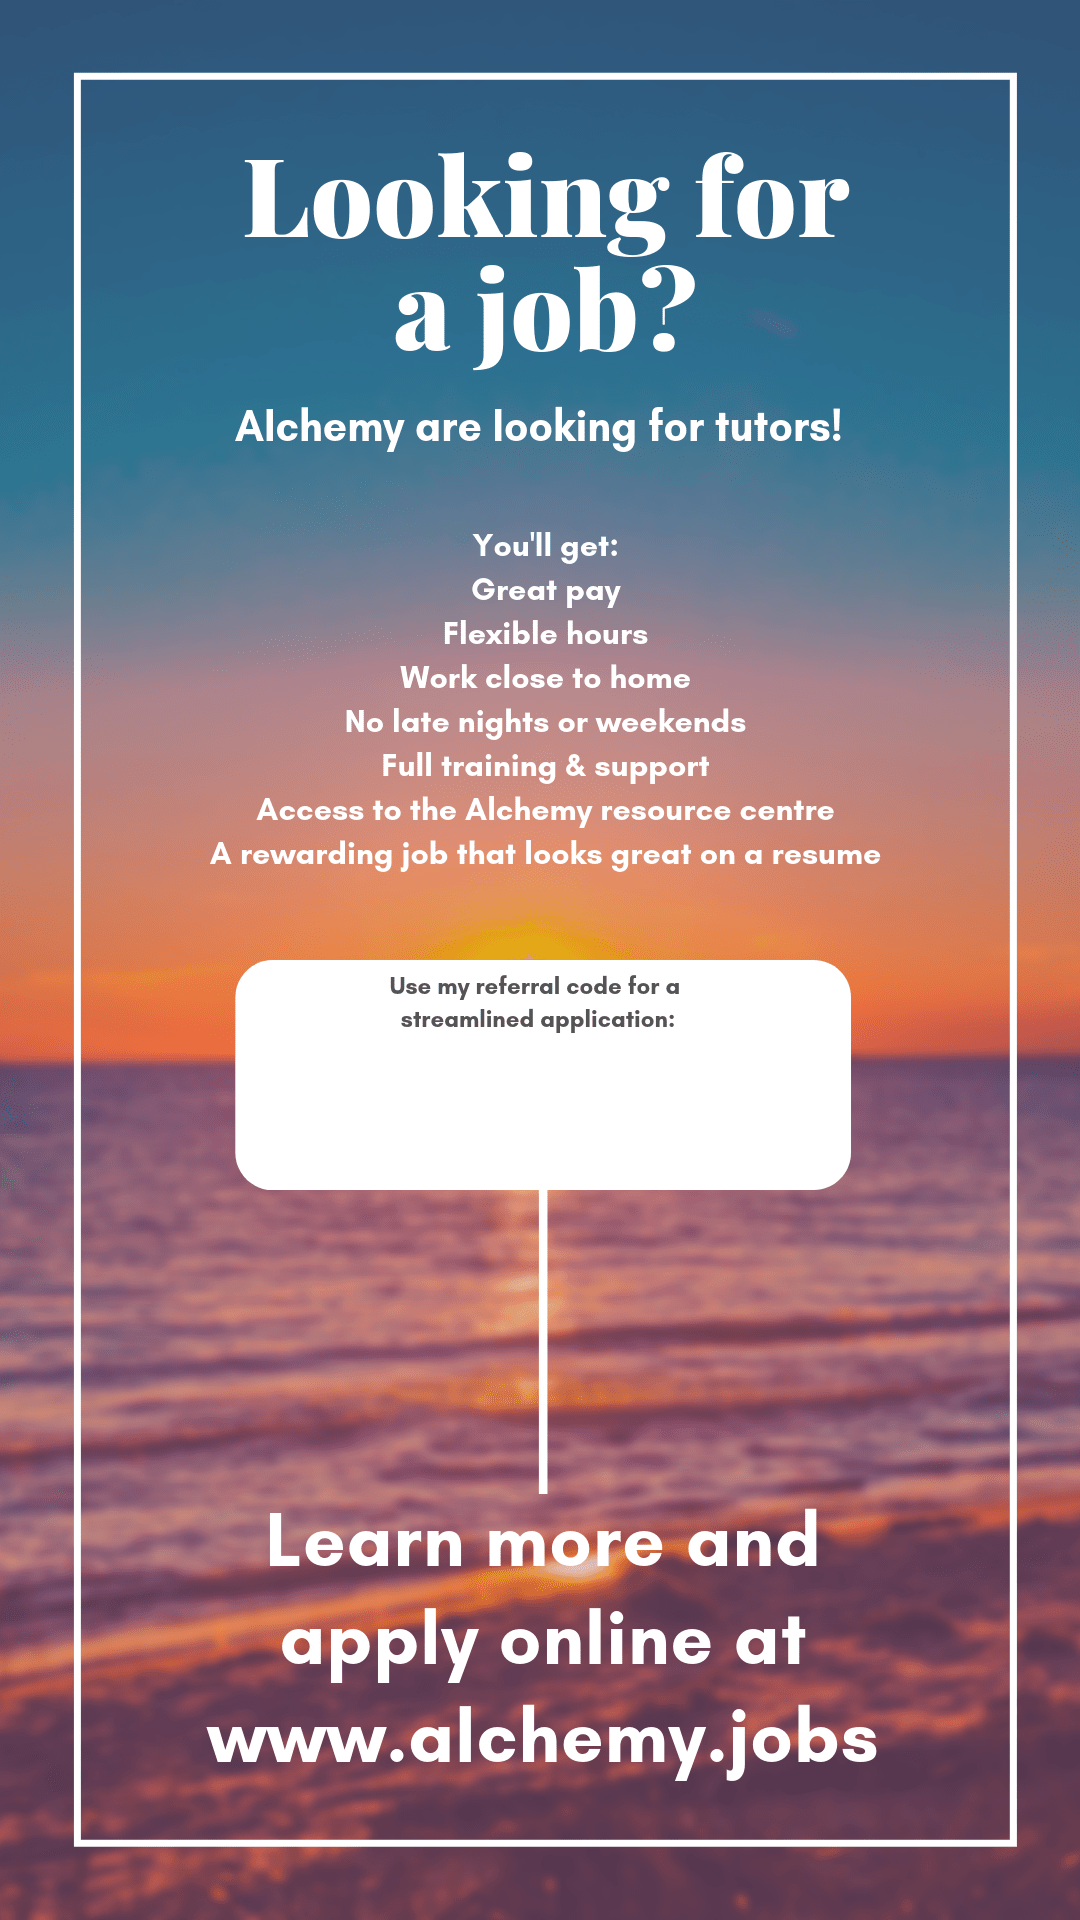 Looking for
a job?
Alchemy are looking for tutors!
You'll get:
Great pay
Flexible hours
Work close to home
No late nights or weekends
Full training & support
Access to the Alchemy resource centre
A rewarding job that looks great on a resume
Use my referral code for a
streamlined application:
Learn more and
apply online at
www.alchemy.jobs